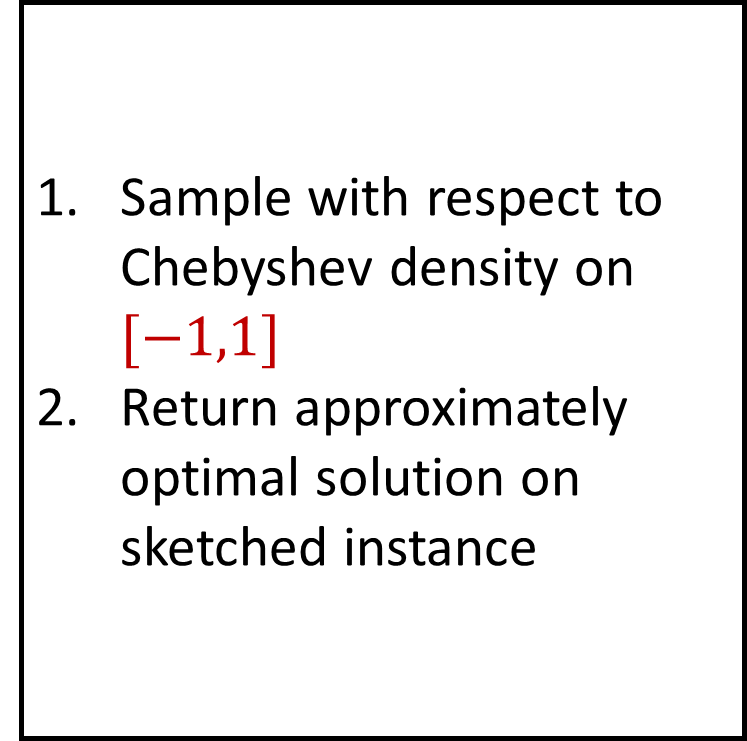 1. Sample with respect to
Chebyshev density on
[−1,1]
2. Return approximately
optimal solution on
sketched instance